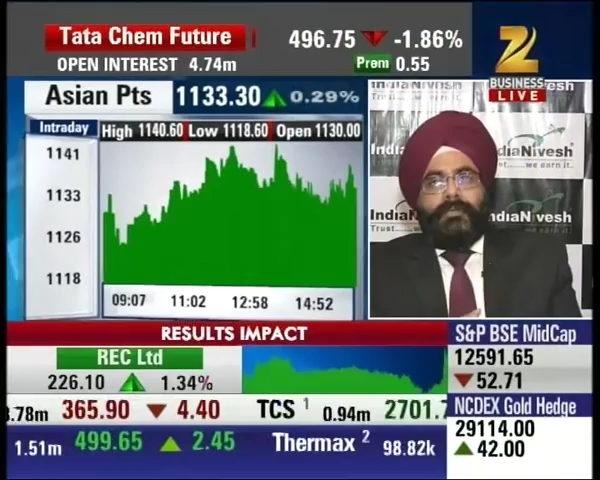 Tata Chem Future 496.75 -1.86%
OPEN INTEREST 4.74m Prem 0.55
Z
BUSINESS
LIVE
Asian Pts 1133.30 0.29%
Intraday High 1140.60 Low 1118.60 Open 1130.00
1141
1133
1126
1118
09:07 11:02 12:58 14:52
IndiaNivesh
Trust......we earn it.
RESULTS IMPACT
REC Ltd
226.10 1.34%
S&P BSE MidCap
12591.65
52.71
NCDEX Gold Hedge
29114.00
42.00
3.78m 365.90 4.40 TCS 1 0.94m 2701.7
1.51m 499.65 2.45 Thermax 2 98.82k